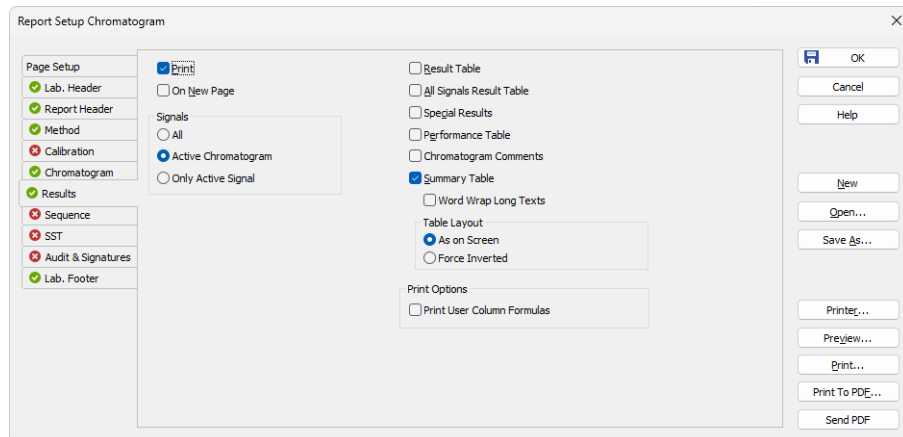 Report Setup Chromatogram
Page Setup
Lab. Header
Report Header
Method
Calibration
Chromatogram
Results
Sequence
SST
Audit & Signatures
Lab. Footer
Print
On New Page
Signals
All
Active Chromatogram
Only Active Signal
Result Table
All Signals Result Table
Special Results
Performance Table
Chromatogram Comments
Summary Table
Word Wrap Long Texts
Table Layout
As on Screen
Force Inverted
Print Options
Print User Column Formulas
OK
Cancel
Help
New
Open...
Save As...
Printer...
Preview...
Print...
Print To PDF...
Send PDF